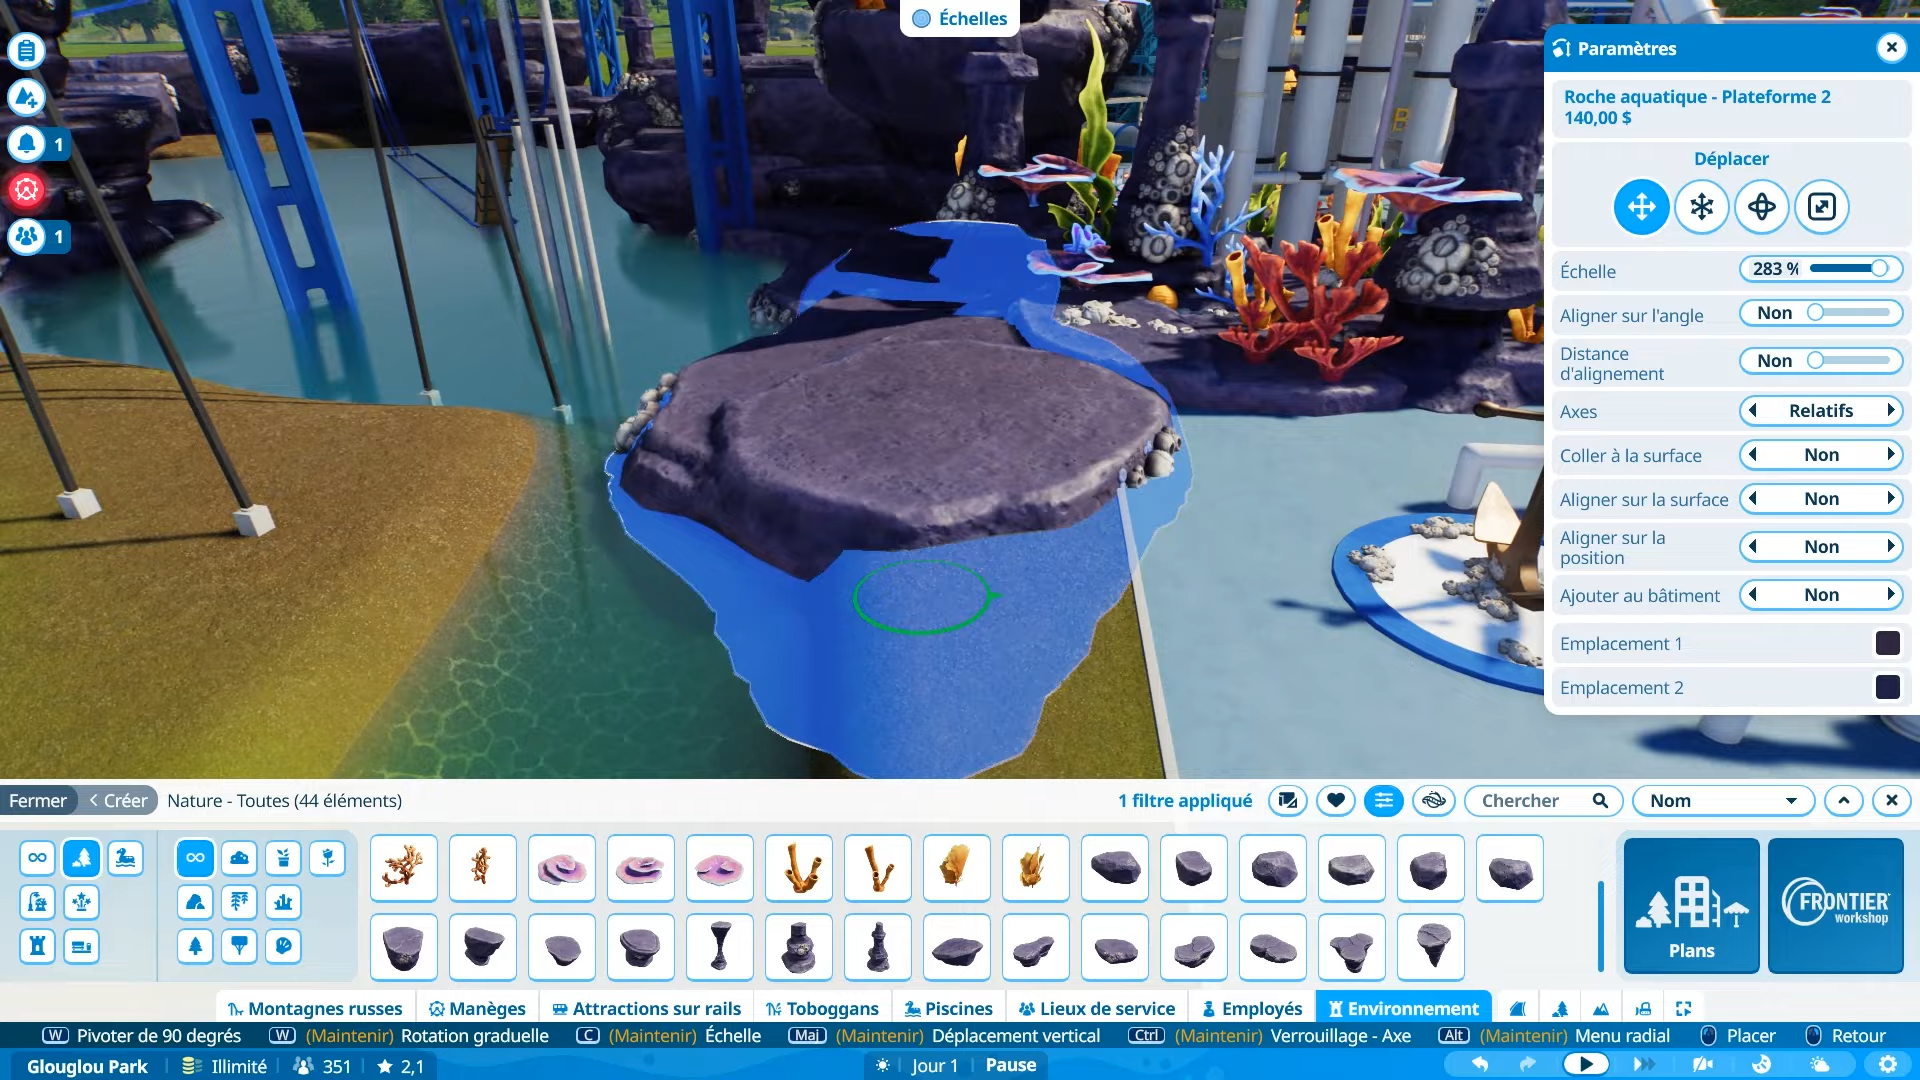 Échelles
1
1
Paramètres
Roche aquatique - Plateforme 2
140,00 $
Déplacer
Échelle
283 %
Aligner sur l'angle
Non
Distance
d'alignement
Non
Axes
Relatifs
Coller à la surface
Non
Aligner sur la surface
Non
Aligner sur la
position
Non
Ajouter au bâtiment
Non
Emplacement 1
Emplacement 2
Fermer
Créer
Nature - Toutes (44 éléments)
1 filtre appliqué
Chercher
Nom
Plans
FRONTIER
workshop
Montagnes russes
Manèges
Attractions sur rails
Toboggans
Piscines
Lieux de service
Employés
Environnement
W Pivoter de 90 degrés
W (Maintenir) Rotation graduelle
C (Maintenir) Échelle
Maj (Maintenir) Déplacement vertical
Ctrl (Maintenir) Verrouillage - Axe
Alt (Maintenir) Menu radial
Placer
Retour
Glouglou Park
Illimité
351
2,1
Jour 1
Pause